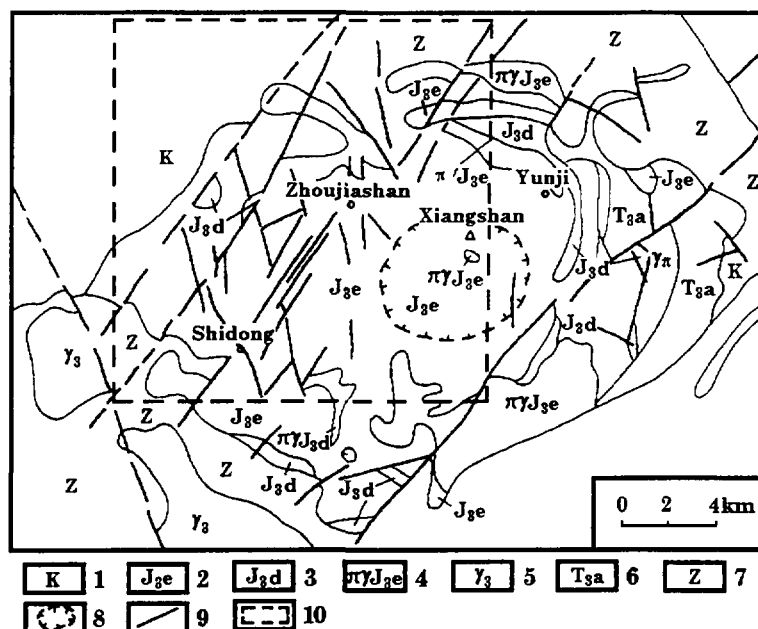 Z
Z
πγJ₃e
J₃e
J₃d
Z
K
πJ₃e
Yunji
J₃e
Z
Zhoujiashan
J₃d
Xiangshan
T₃a
πγJ₃e
J₃e
J₃e
J₃d
γπ
T₃a
K
Shidong
Z
γ₃
J₃d
πγJ₃e
Z
J₃e
πγJ₃d
Z
J₃d
J₃d
J₃e
Z
γ₃
0 2 4km
K 1 J₃e 2 J₃d 3 πγJ₃e 4 γ₃ 5 T₃a 6 Z 7
8 9 10